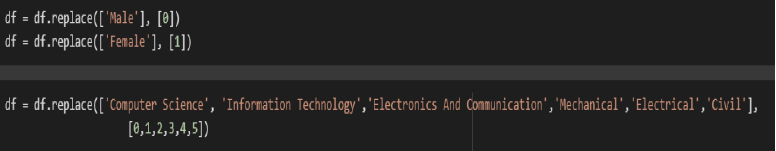 df = df.replace(['Male'], [0])
df = df.replace(['Female'], [1])
df = df.replace(['Computer Science', 'Information Technology','Electronics And Communication','Mechanical','Electrical','Civil'],
[0,1,2,3,4,5])